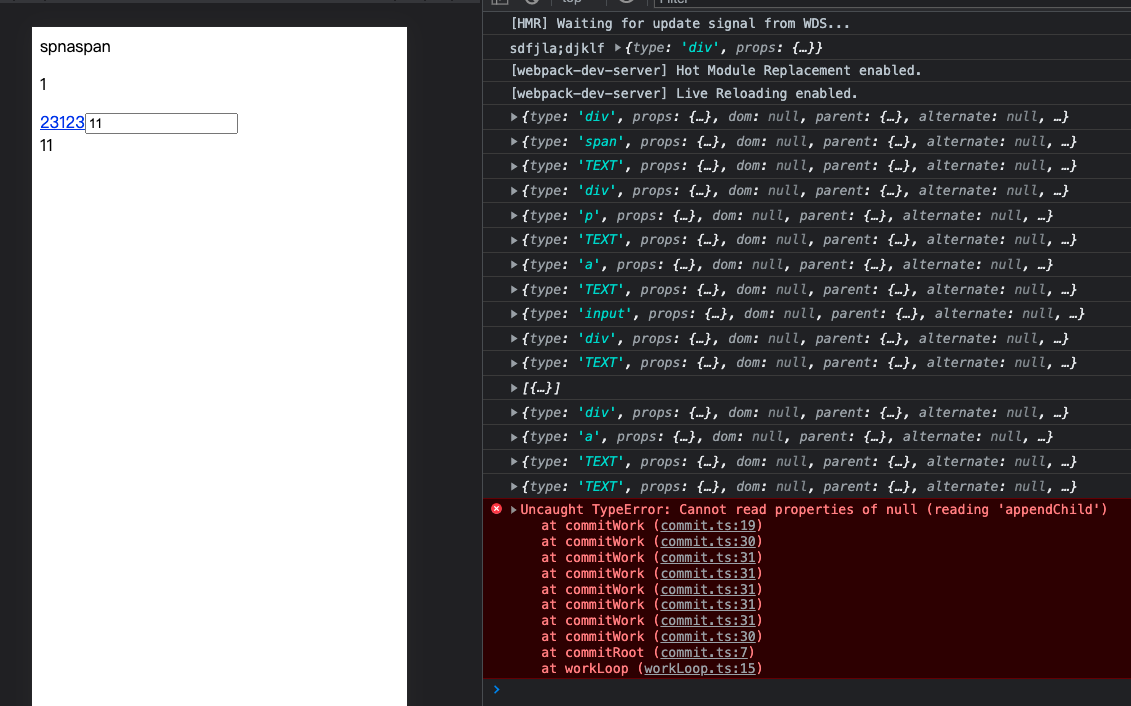 top
Filter
spnaspan
1
23123 11
11
[HMR] Waiting for update signal from WDS...
sdfjla;djklf ▸{type: 'div', props: {…}}
[webpack-dev-server] Hot Module Replacement enabled.
[webpack-dev-server] Live Reloading enabled.
▸{type: 'div', props: {…}, dom: null, parent: {…}, alternate: null, …}
▸{type: 'span', props: {…}, dom: null, parent: {…}, alternate: null, …}
▸{type: 'TEXT', props: {…}, dom: null, parent: {…}, alternate: null, …}
▸{type: 'div', props: {…}, dom: null, parent: {…}, alternate: null, …}
▸{type: 'p', props: {…}, dom: null, parent: {…}, alternate: null, …}
▸{type: 'TEXT', props: {…}, dom: null, parent: {…}, alternate: null, …}
▸{type: 'a', props: {…}, dom: null, parent: {…}, alternate: null, …}
▸{type: 'TEXT', props: {…}, dom: null, parent: {…}, alternate: null, …}
▸{type: 'input', props: {…}, dom: null, parent: {…}, alternate: null, …}
▸{type: 'div', props: {…}, dom: null, parent: {…}, alternate: null, …}
▸{type: 'TEXT', props: {…}, dom: null, parent: {…}, alternate: null, …}
▸[{…}]
▸{type: 'div', props: {…}, dom: null, parent: {…}, alternate: null, …}
▸{type: 'a', props: {…}, dom: null, parent: {…}, alternate: null, …}
▸{type: 'TEXT', props: {…}, dom: null, parent: {…}, alternate: null, …}
▸{type: 'TEXT', props: {…}, dom: null, parent: {…}, alternate: null, …}
▸Uncaught TypeError: Cannot read properties of null (reading 'appendChild')
at commitWork (commit.ts:19)
at commitWork (commit.ts:30)
at commitWork (commit.ts:31)
at commitWork (commit.ts:31)
at commitWork (commit.ts:31)
at commitWork (commit.ts:31)
at commitWork (commit.ts:31)
at commitWork (commit.ts:30)
at commitRoot (commit.ts:7)
at workLoop (workLoop.ts:15)